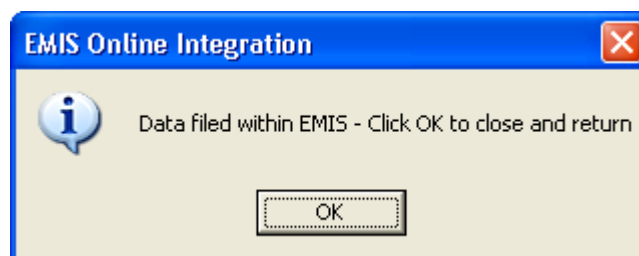 EMIS Online Integration
Data filed within EMIS - Click OK to close and return
OK